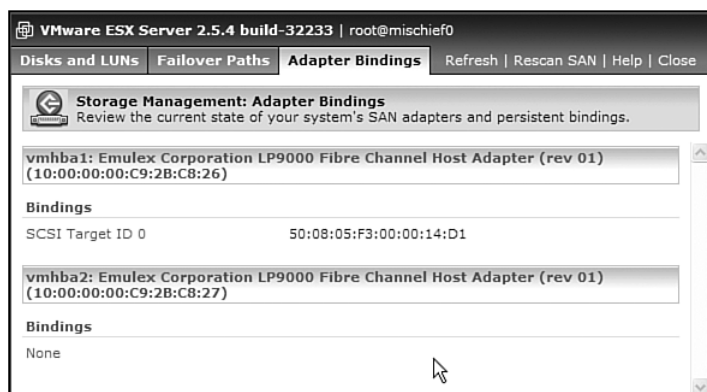 VMware ESX Server 2.5.4 build-32233 | root@mischief0
Disks and LUNs Failover Paths Adapter Bindings Refresh | Rescan SAN | Help | Close
Storage Management: Adapter Bindings
Review the current state of your system's SAN adapters and persistent bindings.
vmhba1: Emulex Corporation LP9000 Fibre Channel Host Adapter (rev 01)
(10:00:00:00:C9:2B:C8:26)
Bindings
SCSI Target ID 0 50:08:05:F3:00:00:14:D1
vmhba2: Emulex Corporation LP9000 Fibre Channel Host Adapter (rev 01)
(10:00:00:00:C9:2B:C8:27)
Bindings
None